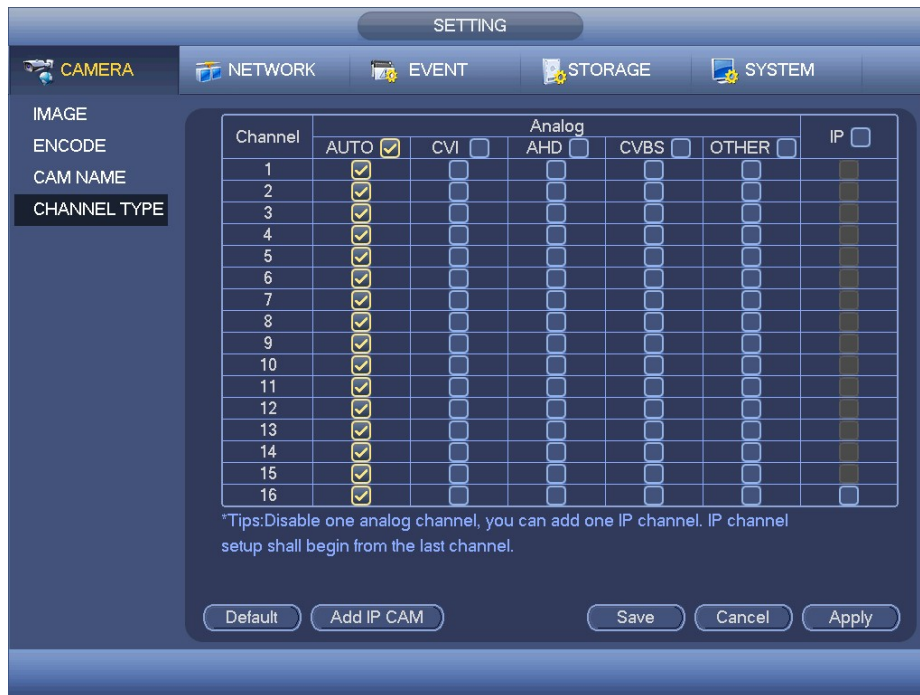 SETTING
CAMERA NETWORK EVENT STORAGE SYSTEM
IMAGE
ENCODE
CAM NAME
CHANNEL TYPE
Channel Analog IP
AUTO CVI AHD CVBS OTHER
1
2
3
4
5
6
7
8
9
10
11
12
13
14
15
16
*Tips:Disable one analog channel, you can add one IP channel. IP channel
setup shall begin from the last channel.
Default Add IP CAM Save Cancel Apply